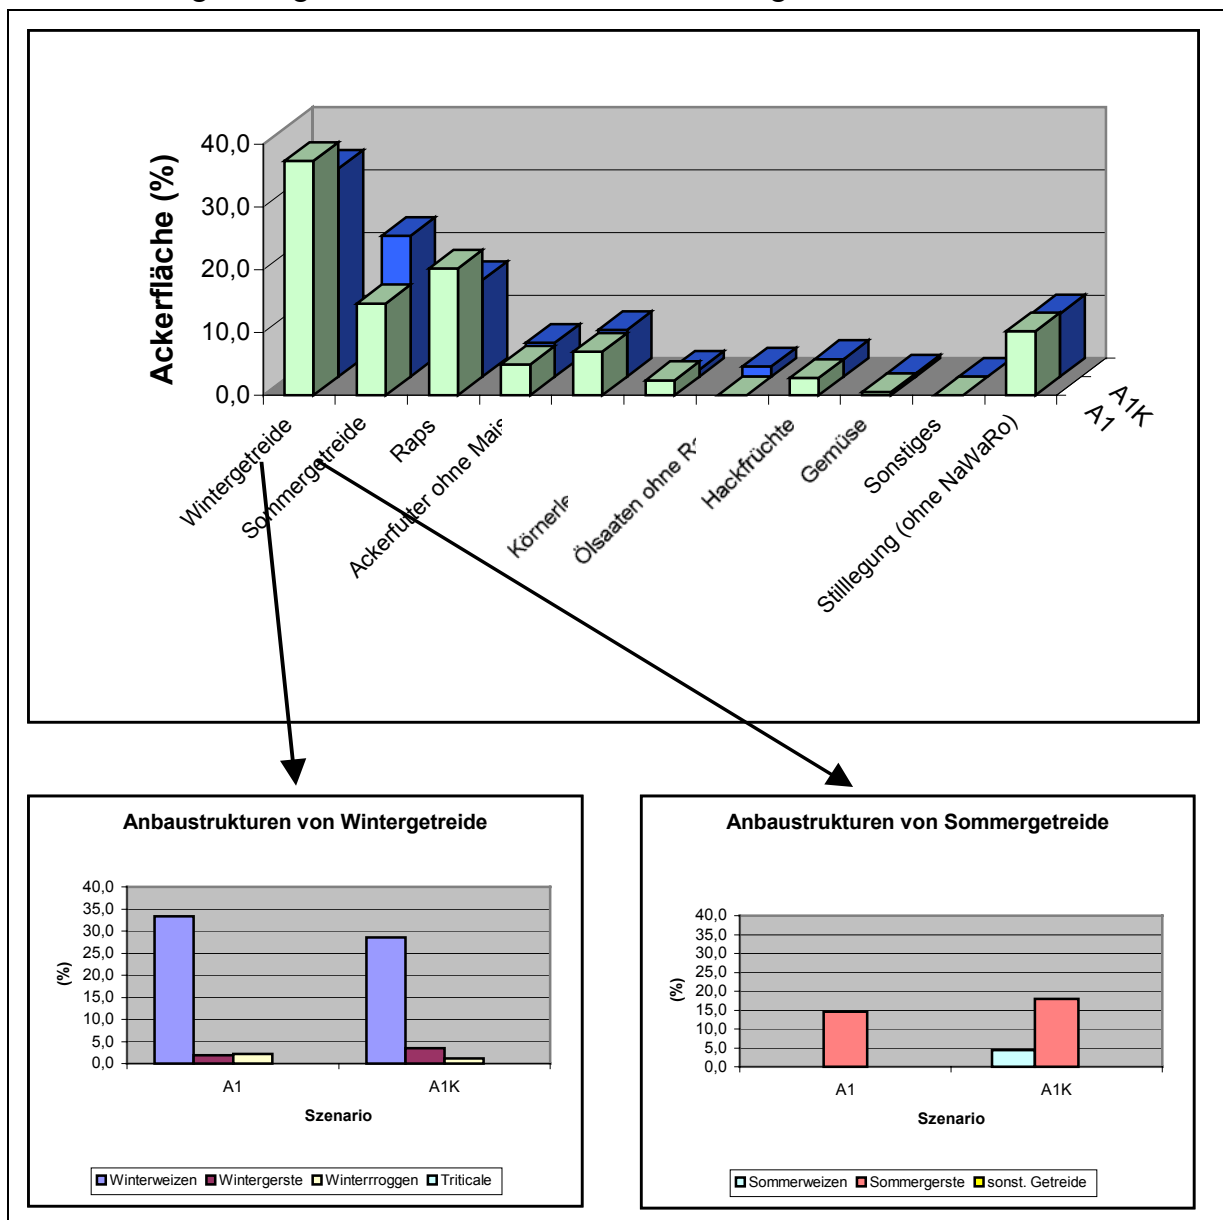 Ackerfläche (%)
40,0
30,0
20,0
10,0
0,0
Wintergetreide
Sommergetreide
Raps
Ackerfutter ohne Mais
Ölsaaten ohne
Hackfrüchte
Gemüse
Sonstiges
Stilllegung (ohne NaWaRo)
A1
A1K
Anbaustrukturen von Wintergetreide
(%)
40,0
35,0
30,0
25,0
20,0
15,0
10,0
5,0
0,0
A1 A1K
Szenario
Winterweizen Wintergerste Winterrroggen Triticale
Anbaustrukturen von Sommergetreide
(%)
40,0
35,0
30,0
25,0
20,0
15,0
10,0
5,0
0,0
A1 A1K
Szenario
Sommerweizen Sommergerste sonst. Getreide